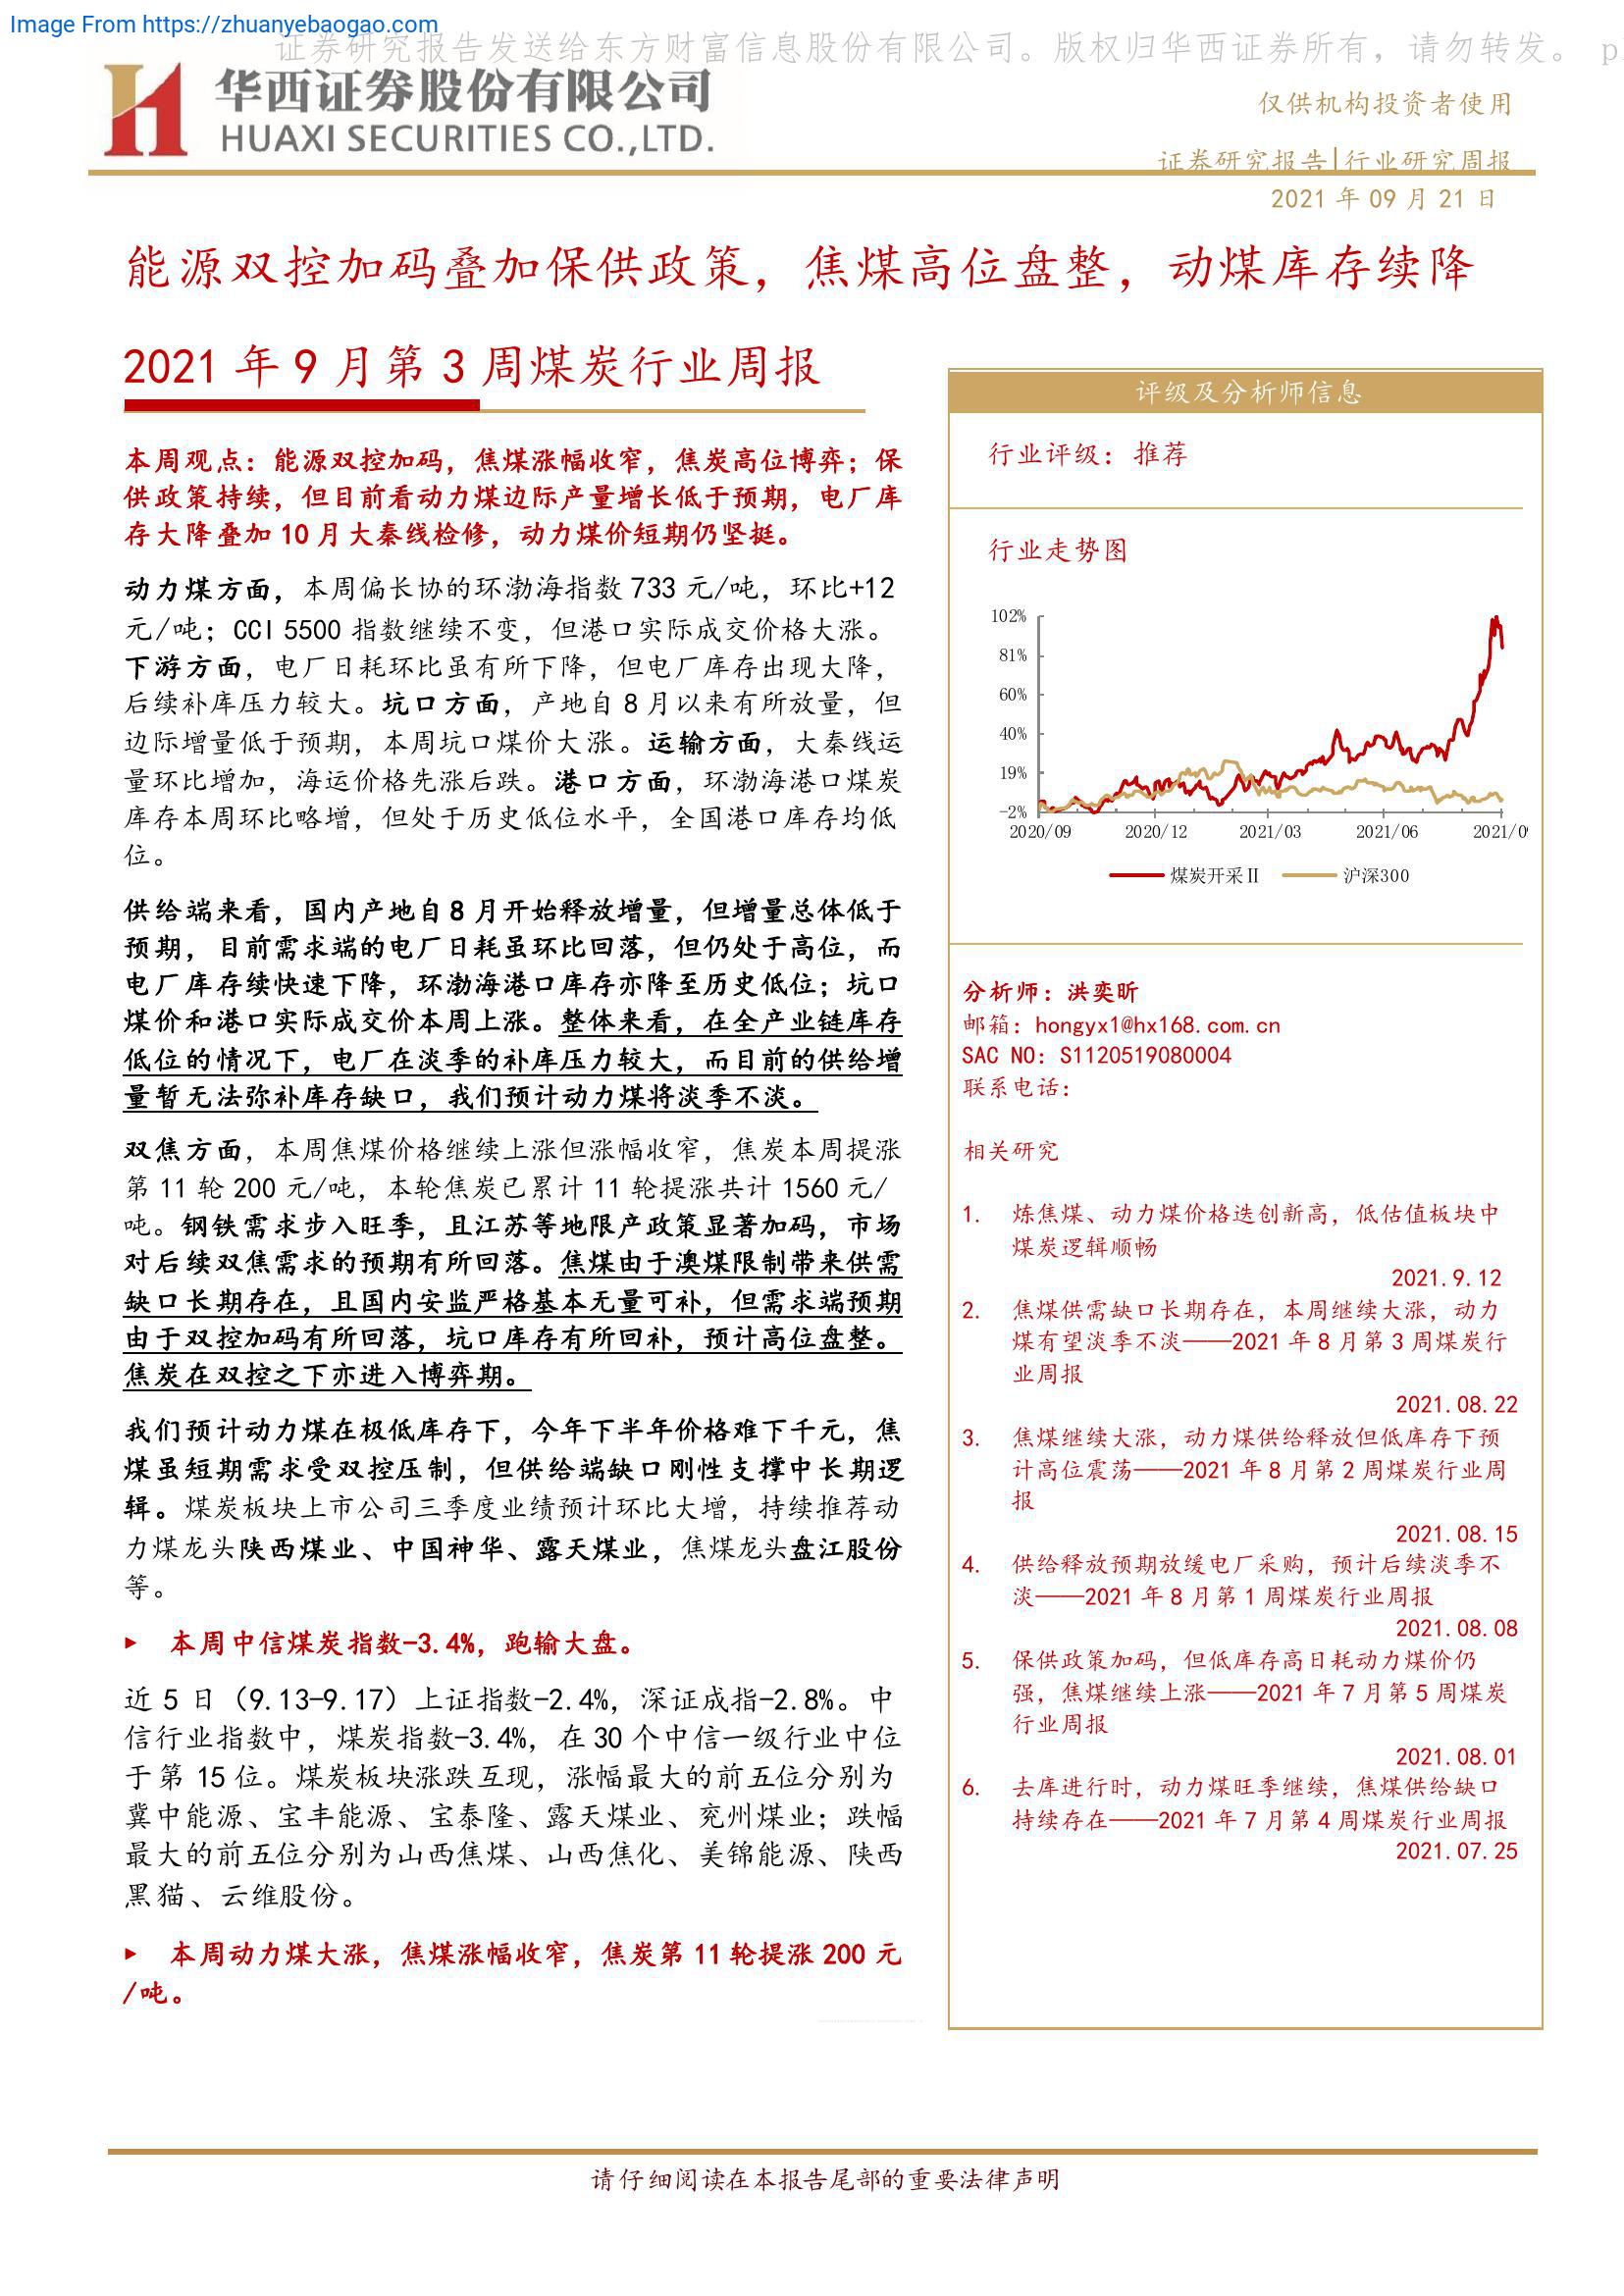 Image From https://zhuanyebaogao.com
证券研究报告发送给东方财富信息股份有限公司。版权归华西证券所有，请勿转发。 p
华西证券股份有限公司
HUAXI SECURITIES CO.,LTD.
仅供机构投资者使用
证券研究报告|行业研究周报
2021 年 09 月 21 日
能源双控加码叠加保供政策，焦煤高位盘整，动煤库存续降
2021 年 9 月第 3 周煤炭行业周报
本周观点：能源双控加码，焦煤涨幅收窄，焦炭高位博弈；保
供政策持续，但目前看动力煤边际产量增长低于预期，电厂库
存大降叠加 10 月大秦线检修，动力煤价短期仍坚挺。
动力煤方面，本周偏长协的环渤海指数 733 元/吨，环比+12
元/吨；CCI 5500 指数继续不变，但港口实际成交价格大涨。
下游方面，电厂日耗环比虽有所下降，但电厂库存出现大降，
后续补库压力较大。坑口方面，产地自 8 月以来有所放量，但
边际增量低于预期，本周坑口煤价大涨。运输方面，大秦线运
量环比增加，海运价格先涨后跌。港口方面，环渤海港口煤炭
库存本周环比略增，但处于历史低位水平，全国港口库存均低
位。
供给端来看，国内产地自 8 月开始释放增量，但增量总体低于
预期，目前需求端的电厂日耗虽环比回落，但仍处于高位，而
电厂库存续快速下降，环渤海港口库存亦降至历史低位；坑口
煤价和港口实际成交价本周上涨。整体来看，在全产业链库存
低位的情况下，电厂在淡季的补库压力较大，而目前的供给增
量暂无法弥补库存缺口，我们预计动力煤将淡季不淡。
双焦方面，本周焦煤价格继续上涨但涨幅收窄，焦炭本周提涨
第 11 轮 200 元/吨，本轮焦炭已累计 11 轮提涨共计 1560 元/
吨。钢铁需求步入旺季，且江苏等地限产政策显著加码，市场
对后续双焦需求的预期有所回落。焦煤由于澳煤限制带来供需
缺口长期存在，且国内安监严格基本无量可补，但需求端预期
由于双控加码有所回落，坑口库存有所回补，预计高位盘整。
焦炭在双控之下亦进入博弈期。
我们预计动力煤在极低库存下，今年下半年价格难下千元，焦
煤虽短期需求受双控压制，但供给端缺口刚性支撑中长期逻
辑。煤炭板块上市公司三季度业绩预计环比大增，持续推荐动
力煤龙头陕西煤业、中国神华、露天煤业，焦煤龙头盘江股份
等。
▶ 本周中信煤炭指数-3.4%，跑输大盘。
近 5 日（9.13-9.17）上证指数-2.4%，深证成指-2.8%。中
信行业指数中，煤炭指数-3.4%，在 30 个中信一级行业中位
于第 15 位。煤炭板块涨跌互现，涨幅最大的前五位分别为
冀中能源、宝丰能源、宝泰隆、露天煤业、兖州煤业；跌幅
最大的前五位分别为山西焦煤、山西焦化、美锦能源、陕西
黑猫、云维股份。
▶ 本周动力煤大涨，焦煤涨幅收窄，焦炭第 11 轮提涨 200 元
/吨。
评级及分析师信息
行业评级：推荐
行业走势图
102%
81%
60%
40%
19%
-2%
2020/09 2020/12 2021/03 2021/06 2021/0
煤炭开采Ⅱ 沪深300
分析师：洪奕昕
邮箱：hongyx1@hx168.com.cn
SAC NO：S1120519080004
联系电话：
相关研究
1. 炼焦煤、动力煤价格迭创新高，低估值板块中
煤炭逻辑顺畅
2021.9.12
2. 焦煤供需缺口长期存在，本周继续大涨，动力
煤有望淡季不淡——2021 年 8 月第 3 周煤炭行
业周报
2021.08.22
3. 焦煤继续大涨，动力煤供给释放但低库存下预
计高位震荡——2021 年 8 月第 2 周煤炭行业周
报
2021.08.15
4. 供给释放预期放缓电厂采购，预计后续淡季不
淡——2021 年 8 月第 1 周煤炭行业周报
2021.08.08
5. 保供政策加码，但低库存高日耗动力煤价仍
强，焦煤继续上涨——2021 年 7 月第 5 周煤炭
行业周报
2021.08.01
6. 去库进行时，动力煤旺季继续，焦煤供给缺口
持续存在——2021 年 7 月第 4 周煤炭行业周报
2021.07.25
请仔细阅读在本报告尾部的重要法律声明